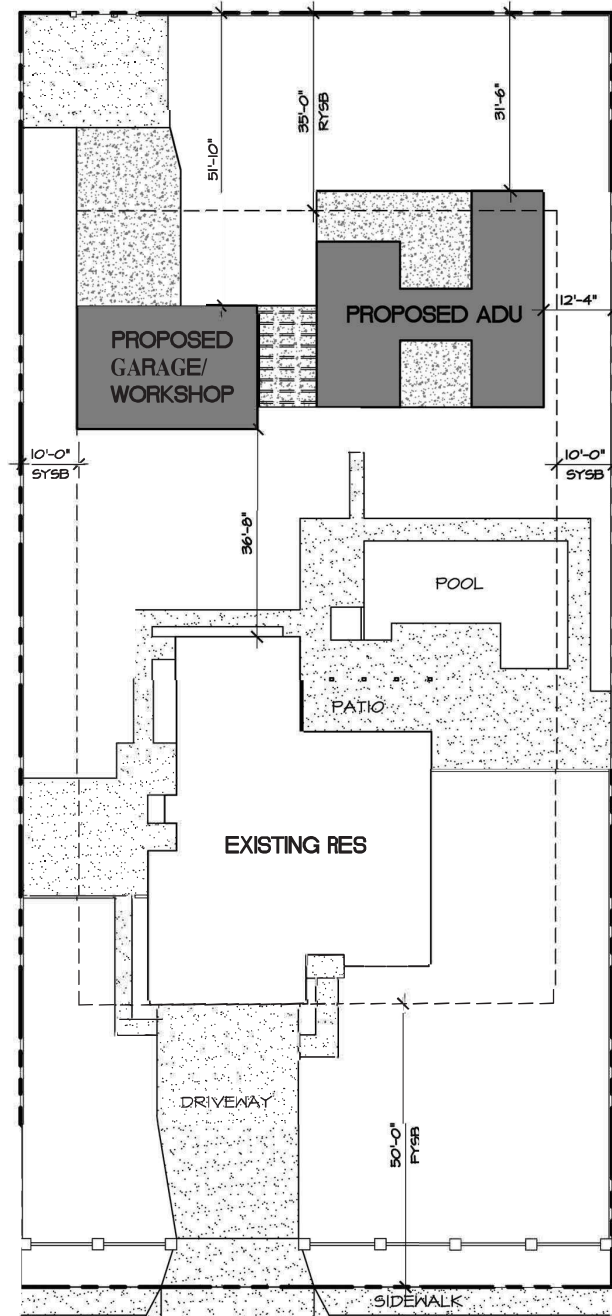 51'-10"
35'-0"
RYSB
31'-6"
PROPOSED ADU
12'-4"
PROPOSED
GARAGE/
WORKSHOP
10'-0"
SYSB
10'-0"
SYSB
36'-8"
POOL
PATIO
EXISTING RES
DRIVEWAY
50'-0"
FYSB
SIDEWALK